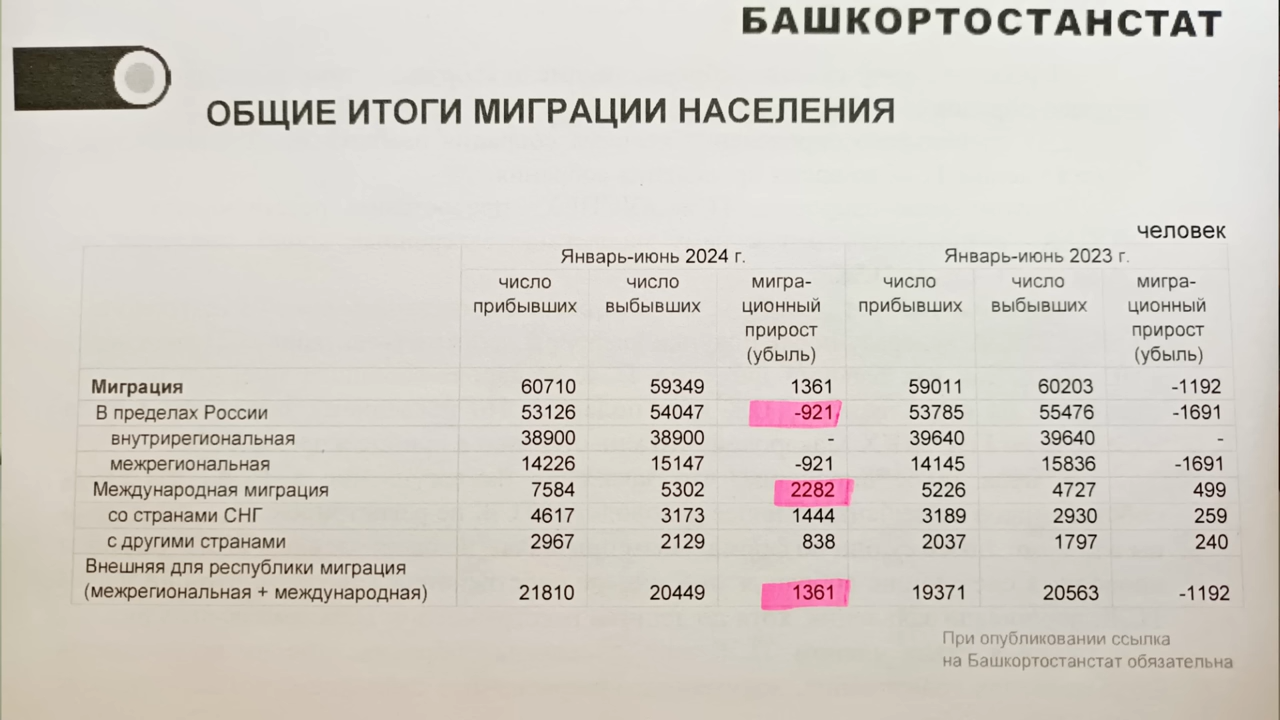 БАШКОРТОСТАНСТАТ
ОБЩИЕ ИТОГИ МИГРАЦИИ НАСЕЛЕНИЯ
человек
Январь-июнь 2024 г. Январь-июнь 2023 г.
число число мигра- число число мигра-
прибывших выбывших ционный прибывших выбывших ционный
прирост прирост
(убыль) (убыль)
Миграция 60710 59349 1361 59011 60203 -1192
В пределах России 53126 54047 -921 53785 55476 -1691
внутрирегиональная 38900 38900 - 39640 39640 -
межрегиональная 14226 15147 -921 14145 15836 -1691
Международная миграция 7584 5302 2282 5226 4727 499
со странами СНГ 4617 3173 1444 3189 2930 259
с другими странами 2967 2129 838 2037 1797 240
Внешняя для республики миграция
(межрегиональная + международная) 21810 20449 1361 19371 20563 -1192
При опубликовании ссылка
на Башкортостанстат обязательна